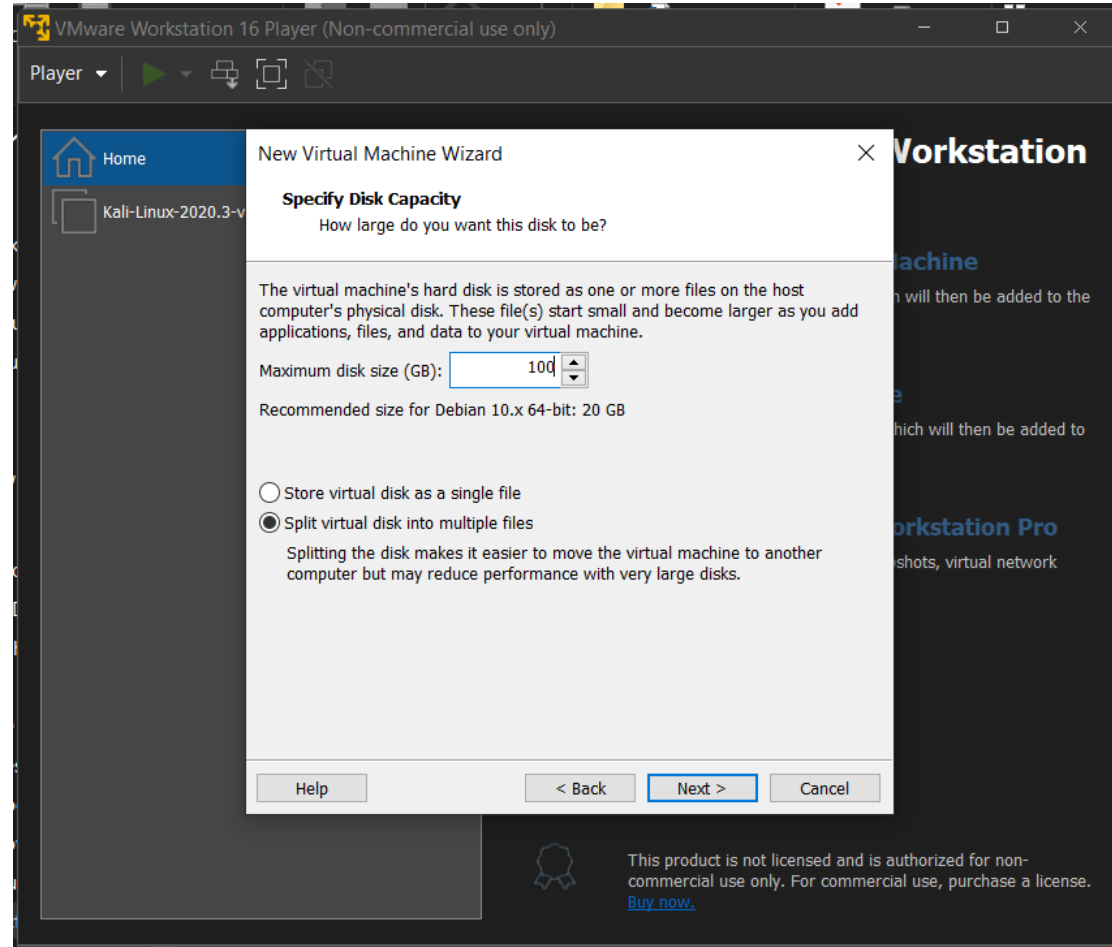 VMware Workstation 16 Player (Non-commercial use only)
Player
Home
Kali-Linux-2020.3-v
New Virtual Machine Wizard
Specify Disk Capacity
How large do you want this disk to be?
The virtual machine's hard disk is stored as one or more files on the host
computer's physical disk. These file(s) start small and become larger as you add
applications, files, and data to your virtual machine.
Maximum disk size (GB): 100
Recommended size for Debian 10.x 64-bit: 20 GB
Store virtual disk as a single file
Split virtual disk into multiple files
Splitting the disk makes it easier to move the virtual machine to another
computer but may reduce performance with very large disks.
Help
< Back
Next >
Cancel
Workstation
achine
will then be added to the
hich will then be added to
orkstation Pro
shots, virtual network
This product is not licensed and is authorized for non-
commercial use only. For commercial use, purchase a license.
Buy now.